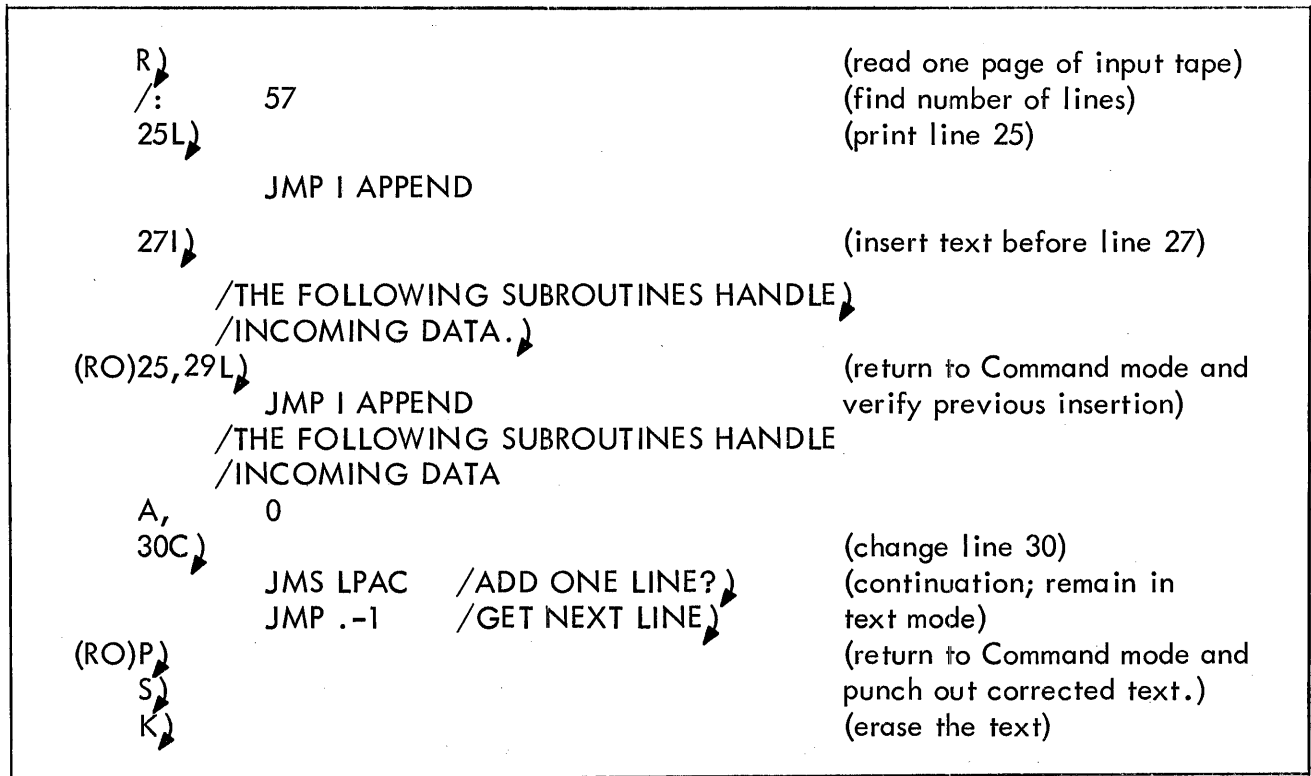 R) (read one page of input tape)
/: 57 (find number of lines)
25L) (print line 25)
JMP I APPEND
27I) (insert text before line 27)
/THE FOLLOWING SUBROUTINES HANDLE)
/INCOMING DATA.)
(RO)25,29L) (return to Command mode and
JMP I APPEND verify previous insertion)
/THE FOLLOWING SUBROUTINES HANDLE
/INCOMING DATA
A, 0
30C) (change line 30)
JMS LPAC /ADD ONE LINE?) (continuation; remain in
JMP .-1 /GET NEXT LINE) text mode)
(RO)P) (return to Command mode and
S) punch out corrected text.)
K) (erase the text)